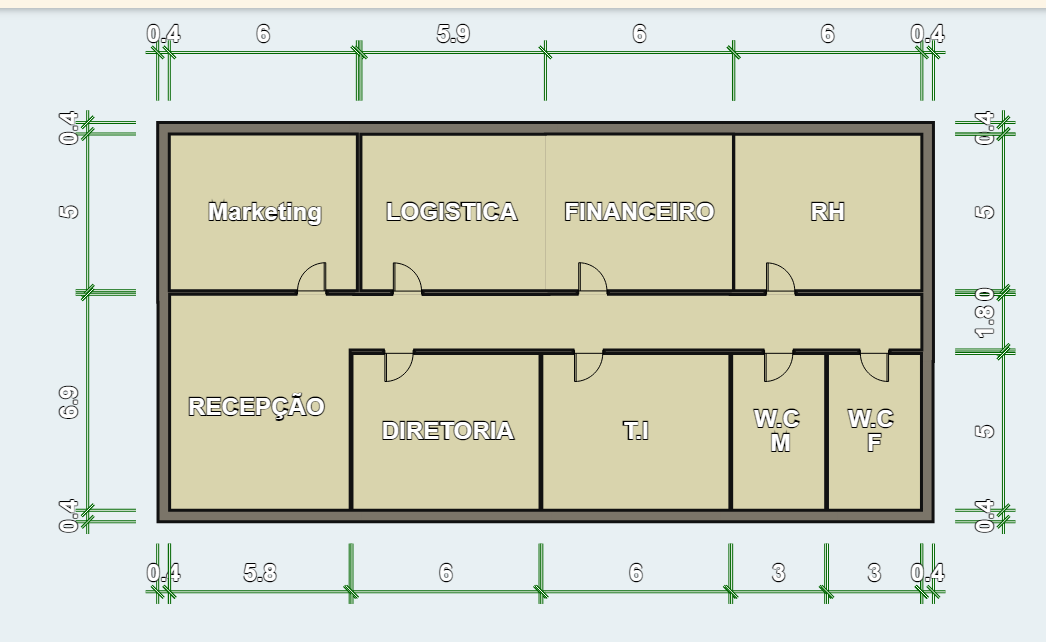 0.4 6 5.9 6 6 0.4
0.4 0.4
5 Marketing LOGISTICA FINANCEIRO RH 5
0
1.8
6.9 RECEPÇÃO DIRETORIA T.I W.C W.C 5
M F
0.4 0.4
0.4 5.8 6 6 3 3 0.4